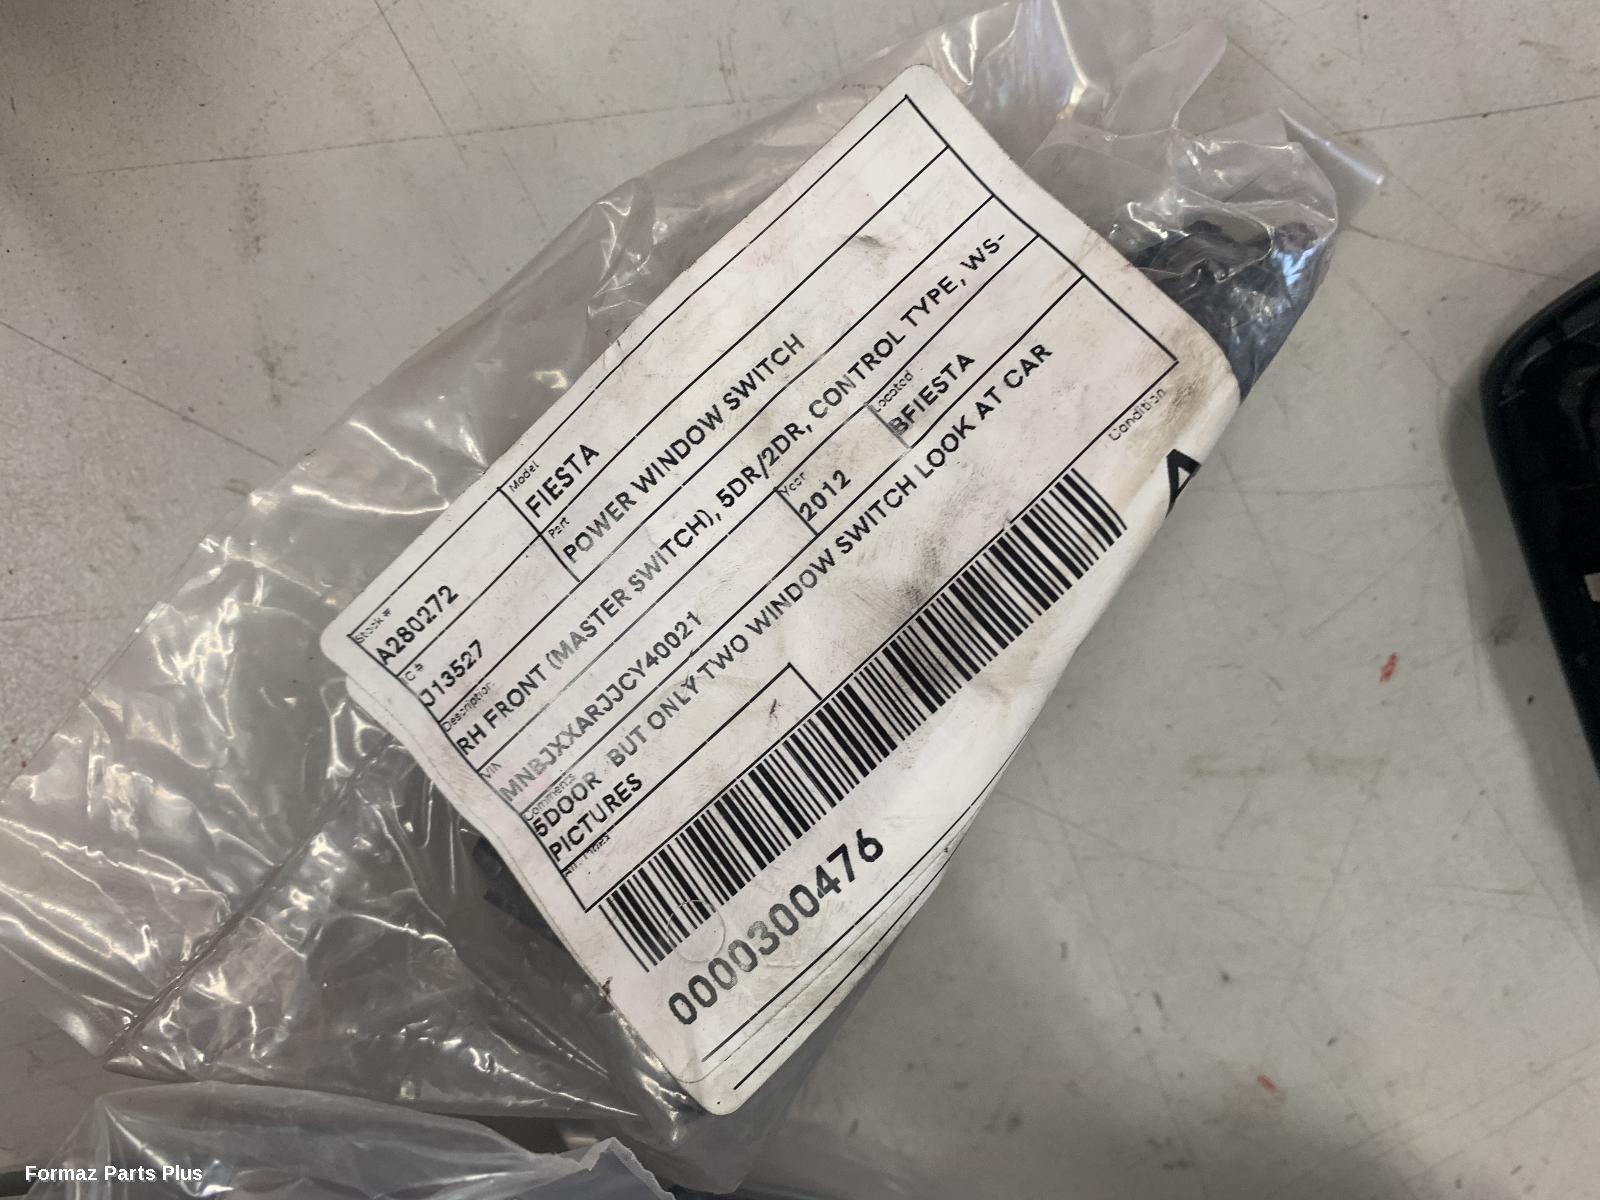 Stock #
A280272
Model
FIESTA
C #
J13527
Part
POWER WINDOW SWITCH
Description
RH FRONT (MASTER SWITCH), 5DR/2DR, CONTROL TYPE, WS-
VIN
MNBJXXARJJCY40021
Year
2012
Located
BFIESTA
Comments
5DOOR BUT ONLY TWO WINDOW SWITCH LOOK AT CAR
PICTURES
Condition
A
0000300476
Formaz Parts Plus